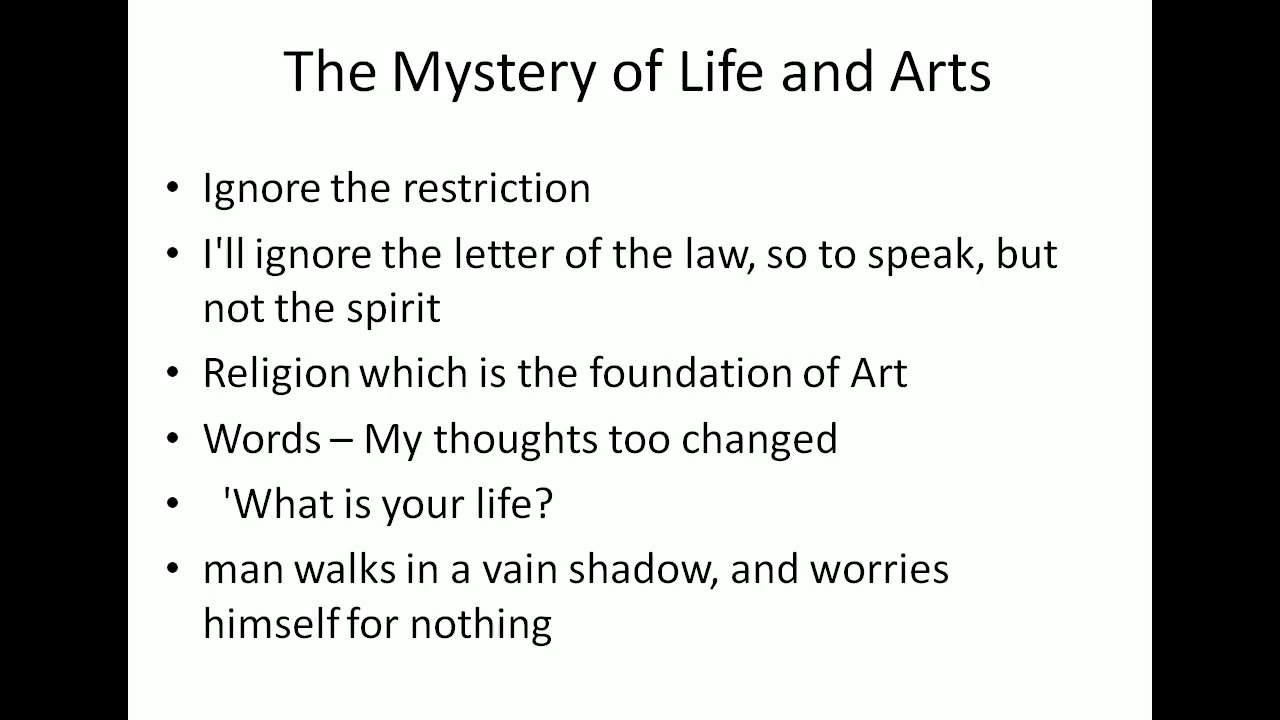 The Mystery of Life and Arts
• Ignore the restriction
• I'll ignore the letter of the law, so to speak, but
not the spirit
• Religion which is the foundation of Art
• Words – My thoughts too changed
• 'What is your life?
• man walks in a vain shadow, and worries
himself for nothing